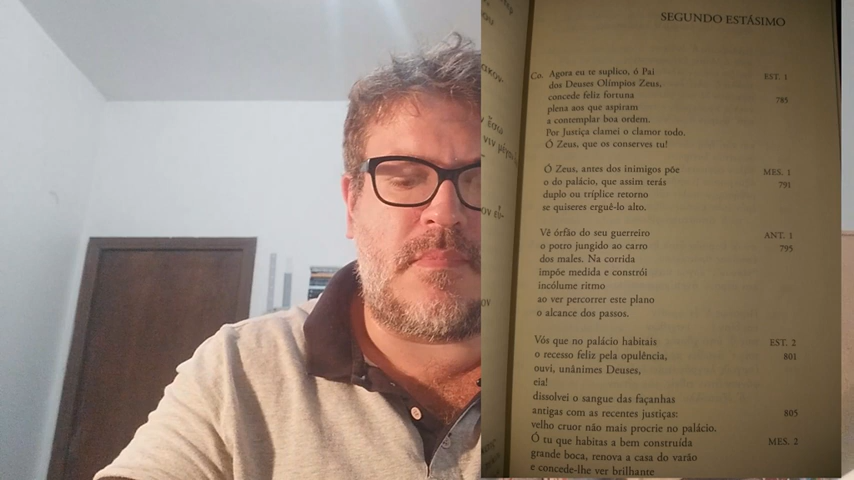 SEGUNDO ESTÁSIMO
Co. Agora eu te suplico, ó Pai EST. 1
dos Deuses Olímpios Zeus,
concede feliz fortuna 785
plena aos que aspiram
a contemplar boa ordem.
Por Justiça clamei o clamor todo.
Ó Zeus, que os conserves tu!
Ó Zeus, antes dos inimigos põe MES. 1
o do palácio, que assim terás 791
duplo ou tríplice retorno
se quiseres erguê-lo alto.
Vê órfão do seu guerreiro ANT. 1
o potro jungido ao carro 795
dos males. Na corrida
impõe medida e constrói
incólume ritmo
ao ver percorrer este plano
o alcance dos passos.
Vós que no palácio habitais EST. 2
o recesso feliz pela opulência, 801
ouvi, unânimes Deuses,
eia!
dissolvei o sangue das façanhas
antigas com as recentes justiças: 805
velho cruor não mais procrie no palácio.
Ó tu que habitas a bem construída MES. 2
grande boca, renova a casa do varão
e concede-lhe ver brilhante